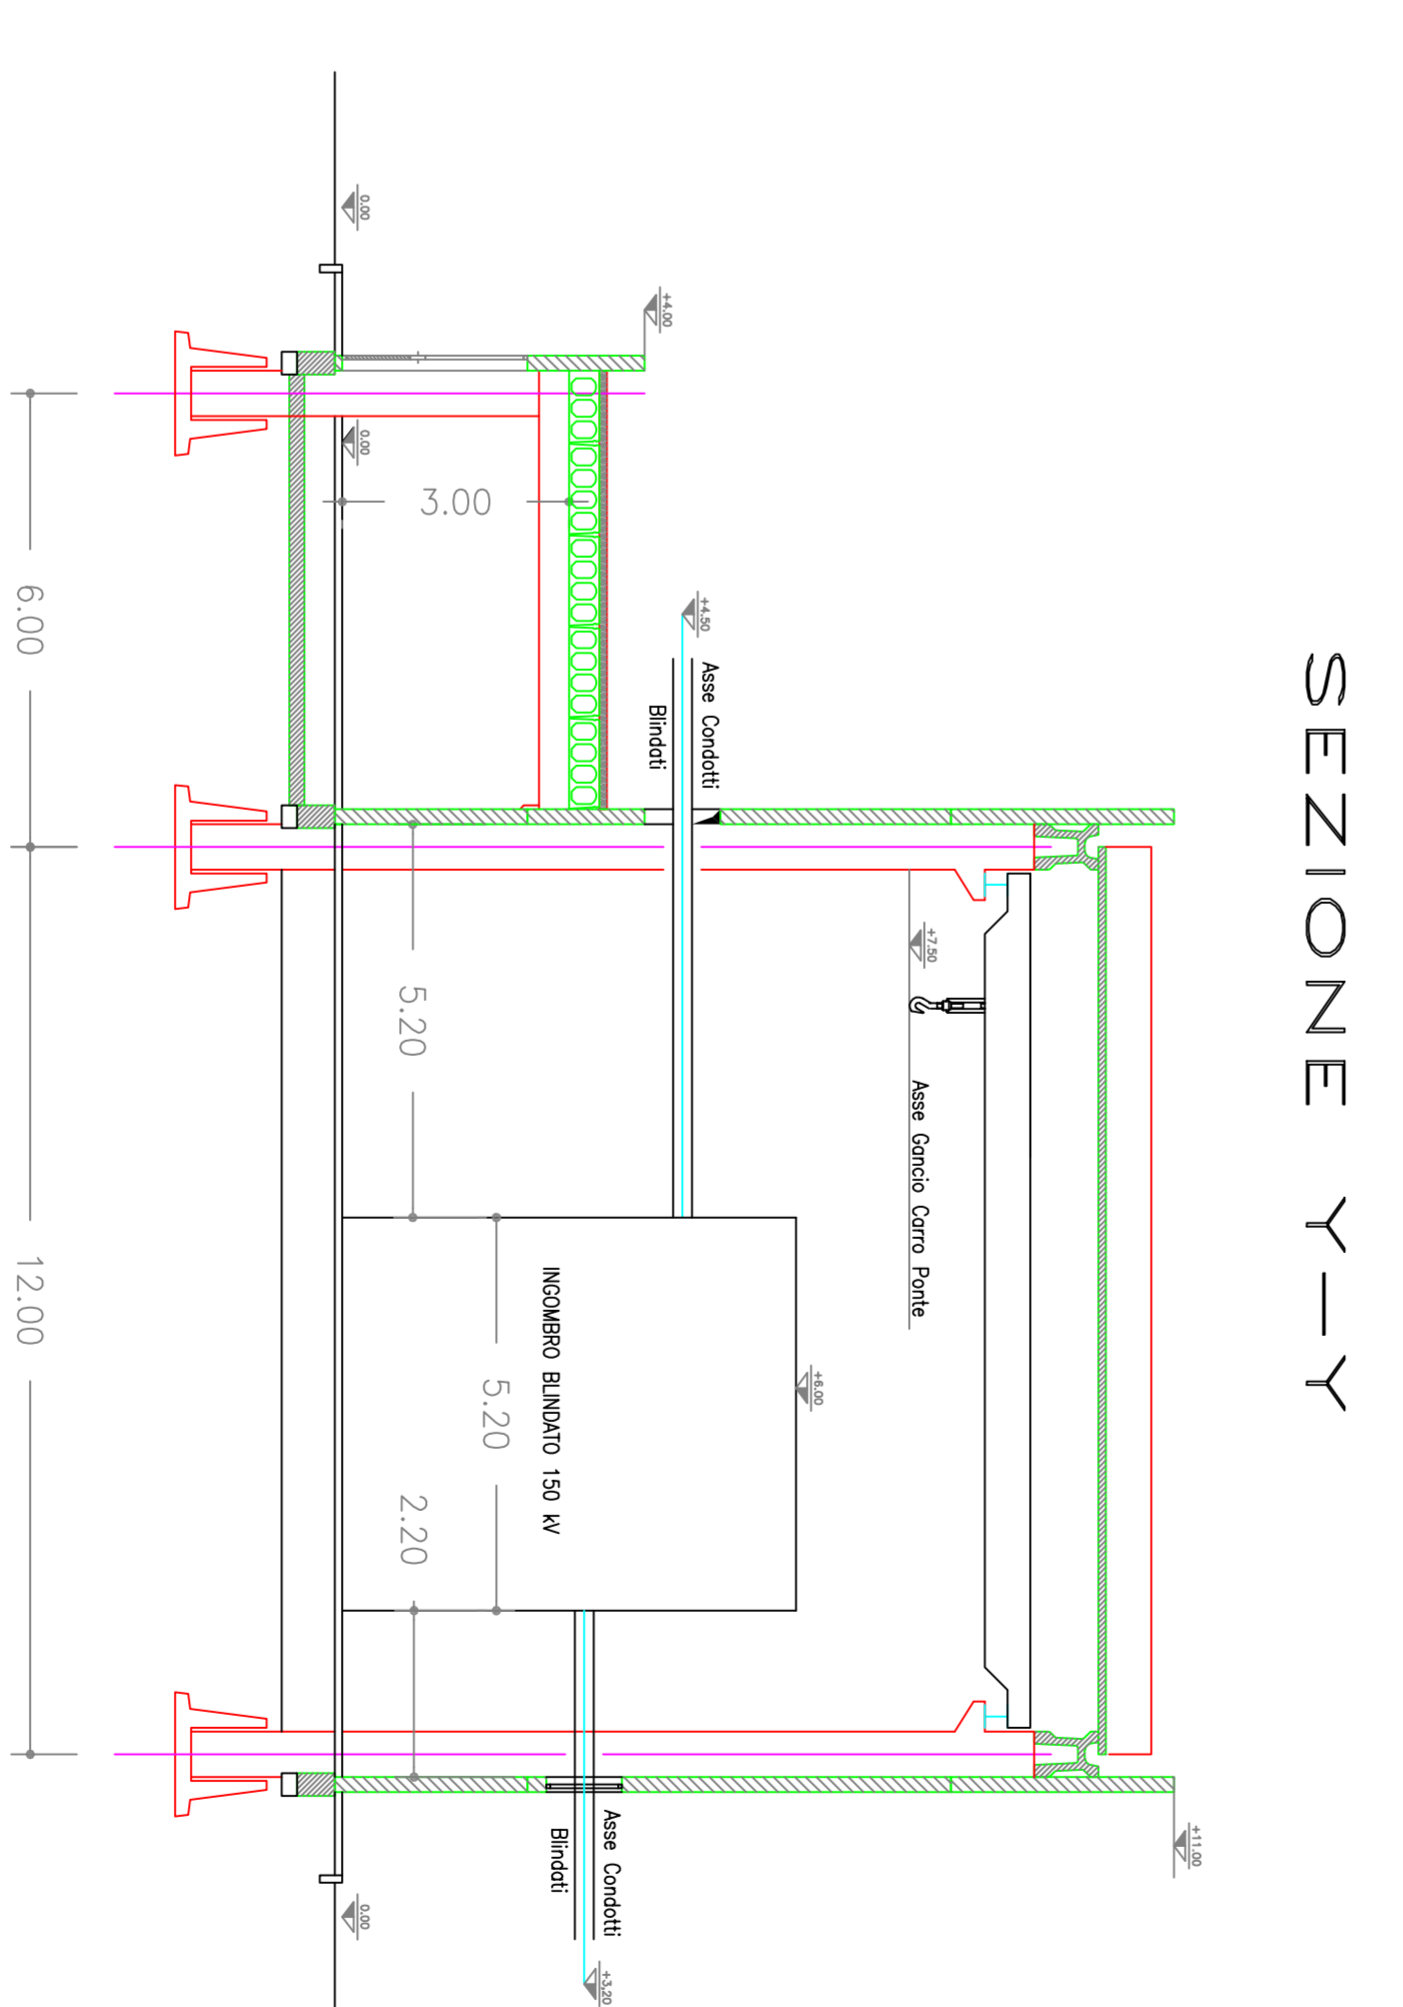 SEZIONE Y-Y
+11.00
+7.50
Asse Gancio Carro Ponte
+6.00
+4.50
Asse Condotti
Blindati
+4.00
INGOMBRO BLINDATO 150 kV
Asse Condotti
Blindati
+3,20
3.00
5.20
5.20
2.20
0.00
0.00
0.00
6.00
12.00